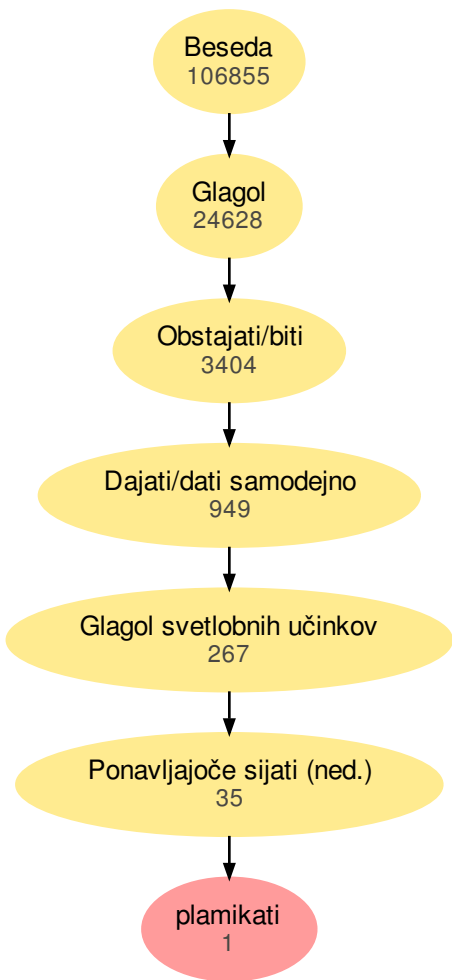 Beseda
106855
Glagol
24628
Obstajati/biti
3404
Dajati/dati samodejno
949
Glagol svetlobnih učinkov
267
Ponavljajoče sijati (ned.)
35
plamikati
1